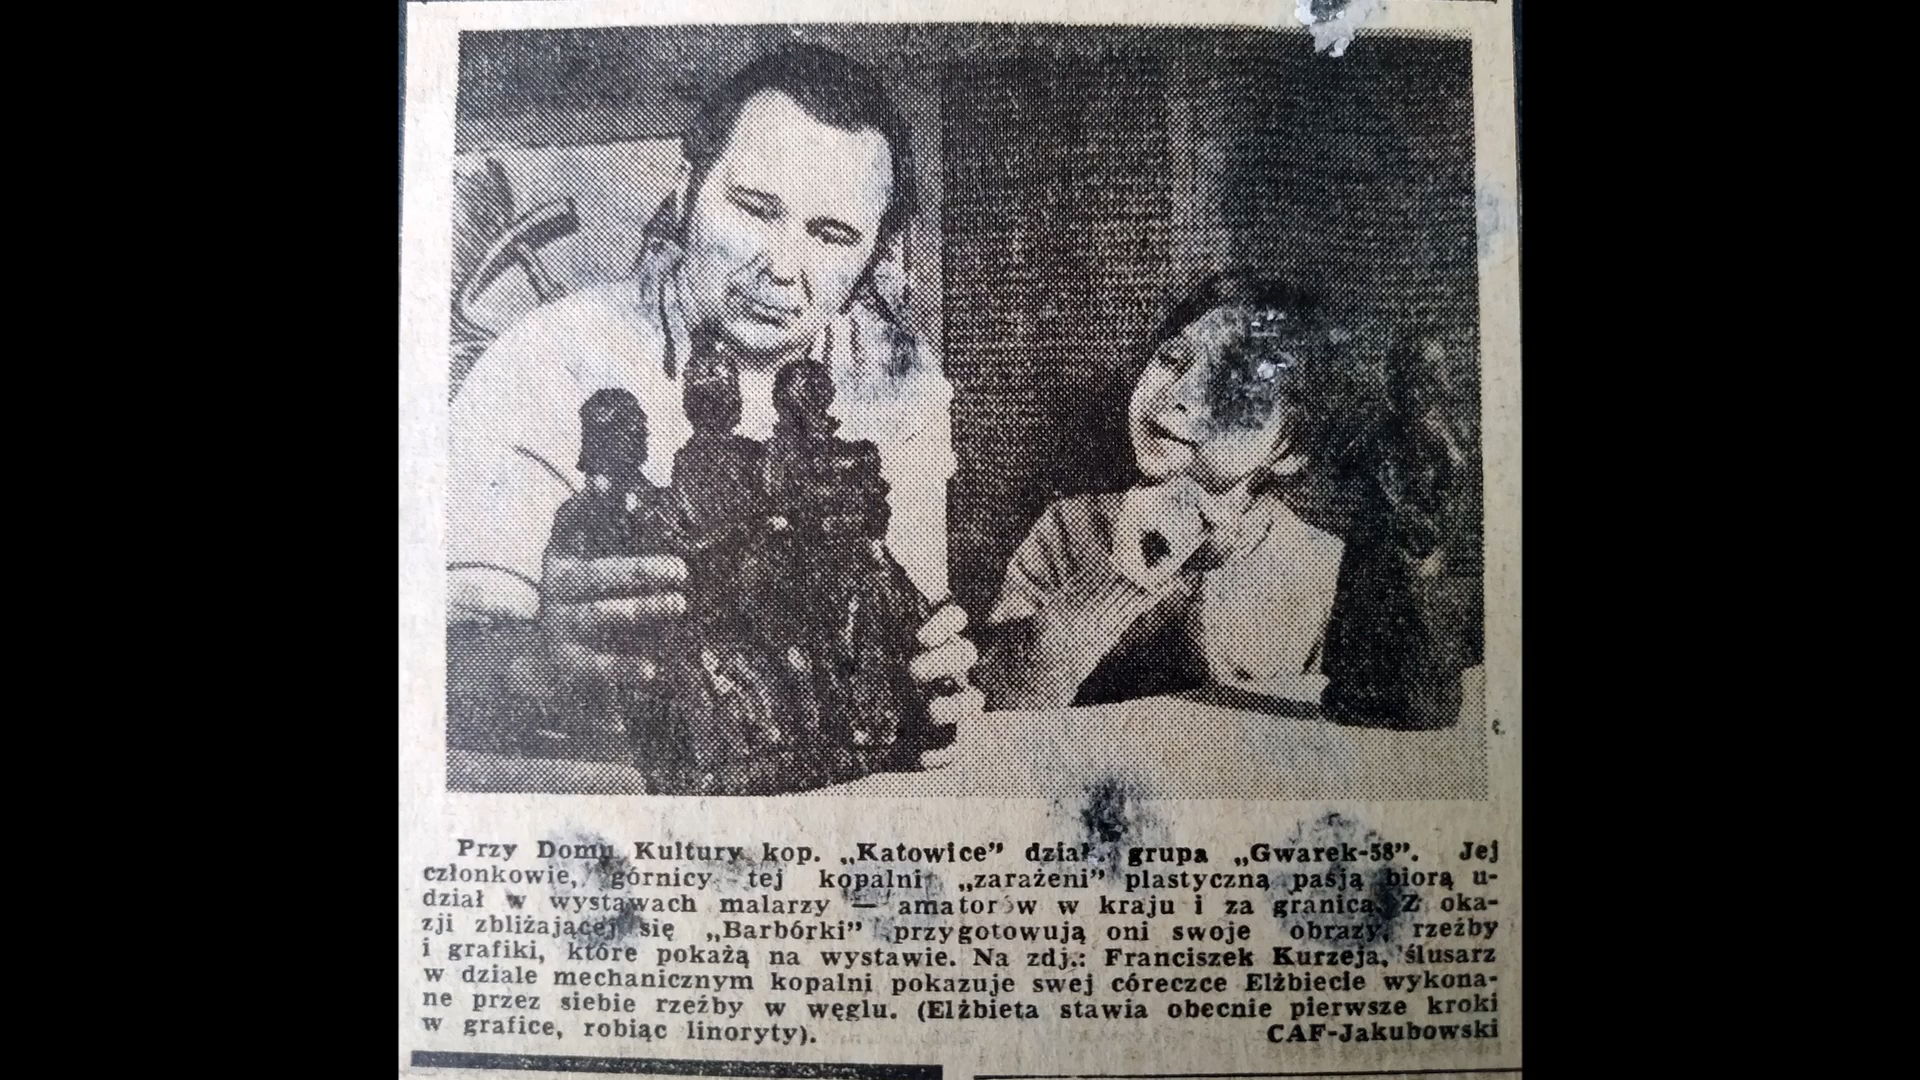 Przy Domu Kultury kop. „Katowice” dział. grupa „Gwarek-58”. Jej
członkowie, górnicy tej kopalni „zarażeni” plastyczną pasją biorą u-
dział w wystawach malarzy — amatorów w kraju i za granicą. Z oka-
zji zbliżającej się „Barbórki” przygotowują oni swoje obrazy, rzeźby
i grafiki, które pokażą na wystawie. Na zdj.: Franciszek Kurzeja, ślusarz
w dziale mechanicznym kopalni pokazuje swej córeczce Elżbiecie wykona-
ne przez siebie rzeźby w węglu. (Elżbieta stawia obecnie pierwsze kroki
w grafice, robiąc linoryty). CAF-Jakubowski